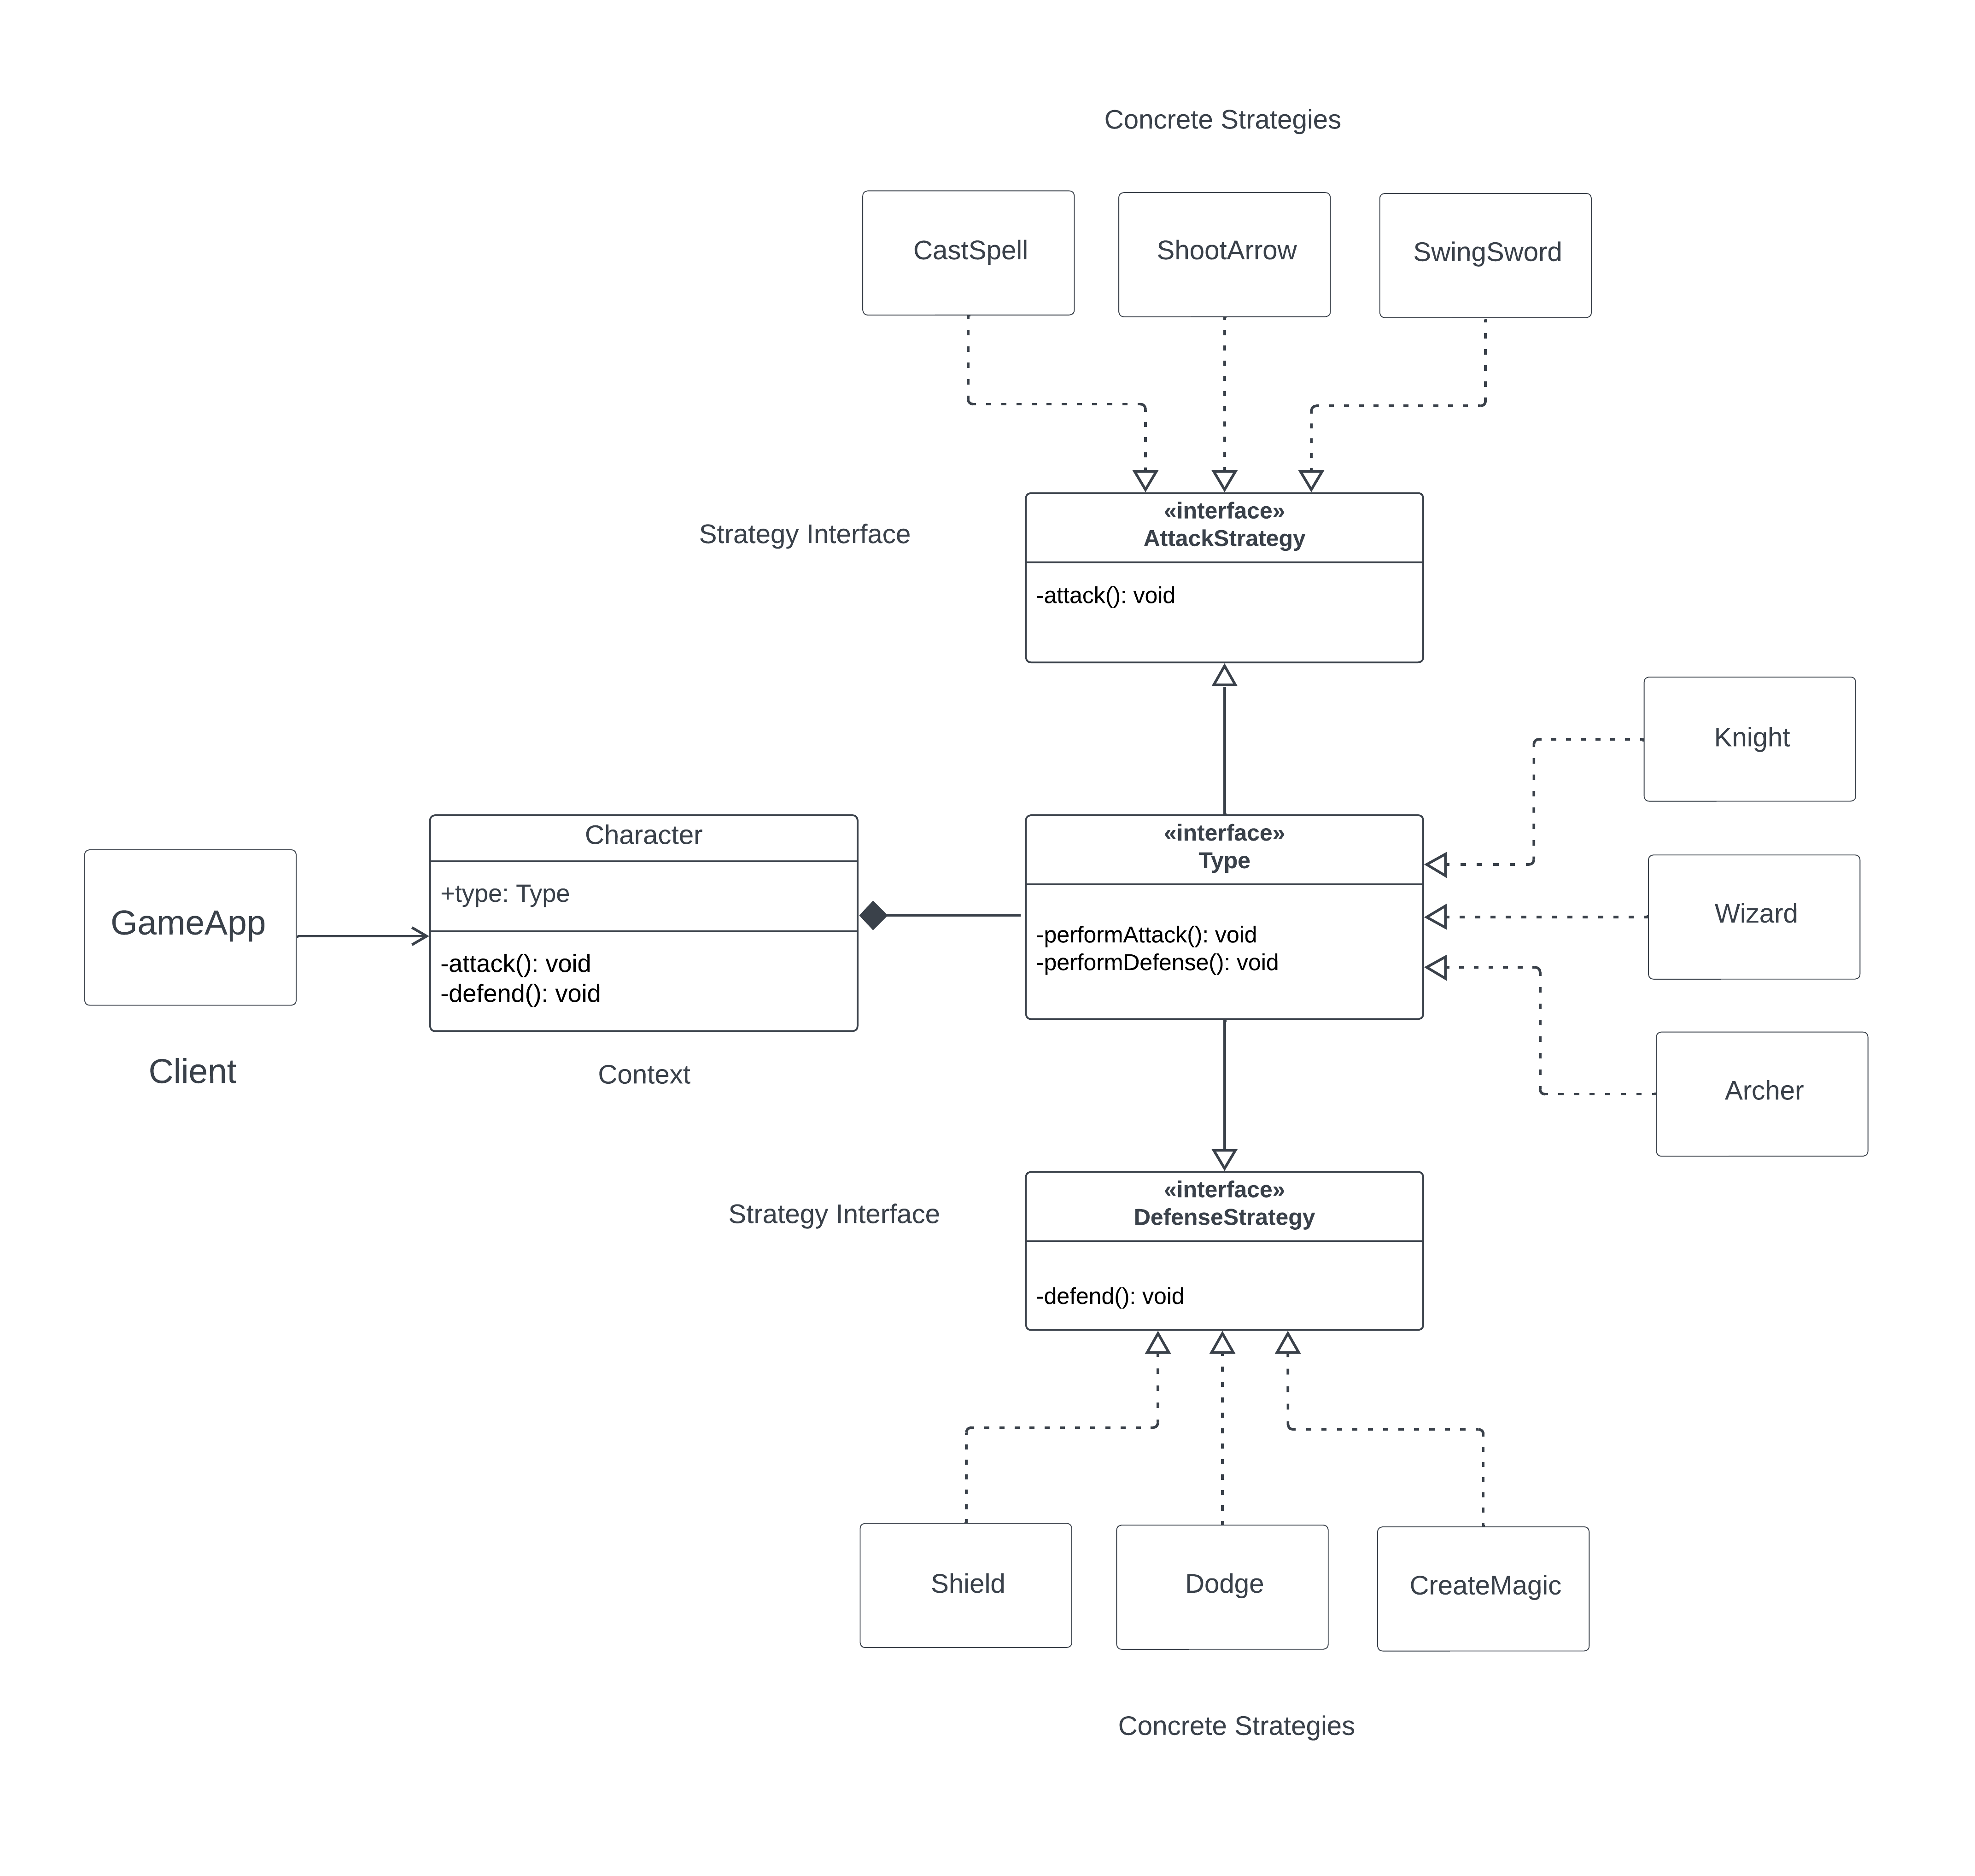 Concrete Strategies
CastSpell
ShootArrow
SwingSword
Strategy Interface
«interface»
AttackStrategy
-attack(): void
Knight
Character
+type: Type
-attack(): void
-defend(): void
Context
GameApp
Client
«interface»
Type
-performAttack(): void
-performDefense(): void
Wizard
Archer
Strategy Interface
«interface»
DefenseStrategy
-defend(): void
Shield
Dodge
CreateMagic
Concrete Strategies